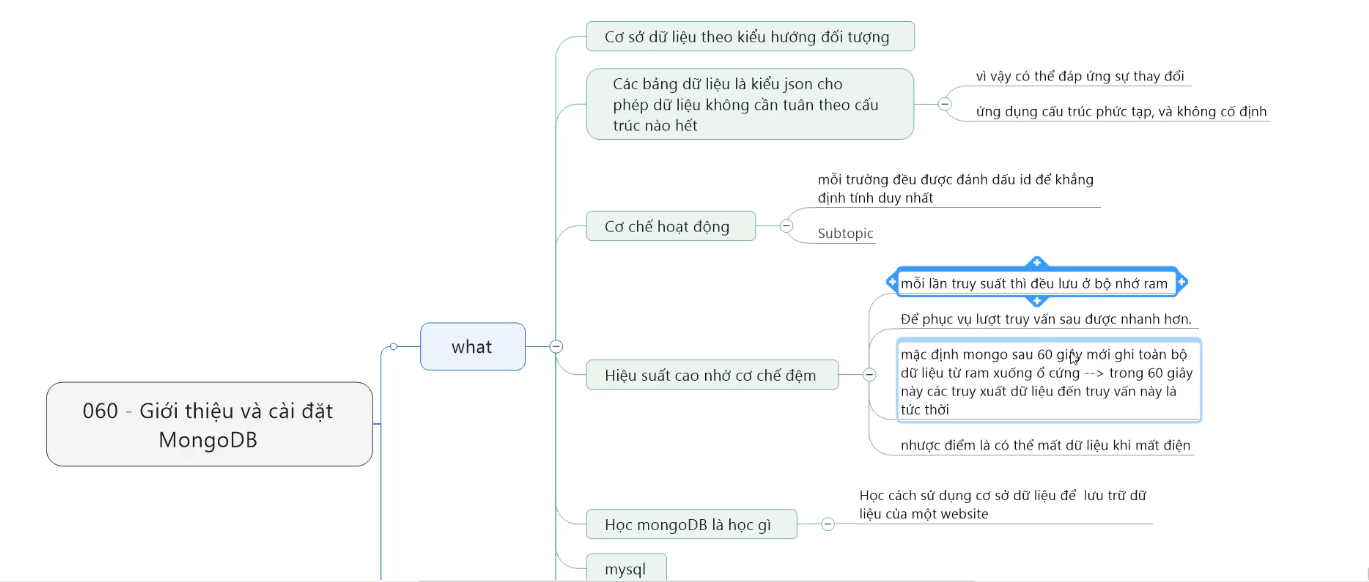 060 - Giới thiệu và cài đặt
MongoDB
what
Cơ sở dữ liệu theo kiểu hướng đối tượng
Các bảng dữ liệu là kiểu json cho
phép dữ liệu không cần tuân theo cấu
trúc nào hết
vì vậy có thể đáp ứng sự thay đổi
ứng dụng cấu trúc phức tạp, và không cố định
Cơ chế hoạt động
mỗi trường đều được đánh dấu id để khẳng
định tính duy nhất
Subtopic
Hiệu suất cao nhờ cơ chế đệm
mỗi lần truy suất thì đều lưu ở bộ nhớ ram
Để phục vụ lượt truy vấn sau được nhanh hơn.
mặc định mongo sau 60 giây mới ghi toàn bộ
dữ liệu từ ram xuống ổ cứng --> trong 60 giây
này các truy xuất dữ liệu đến truy vấn này là
tức thời
nhược điểm là có thể mất dữ liệu khi mất điện
Học mongoDB là học gì
Học cách sử dụng cơ sở dữ liệu để  lưu trữ dữ
liệu của một website
mysql